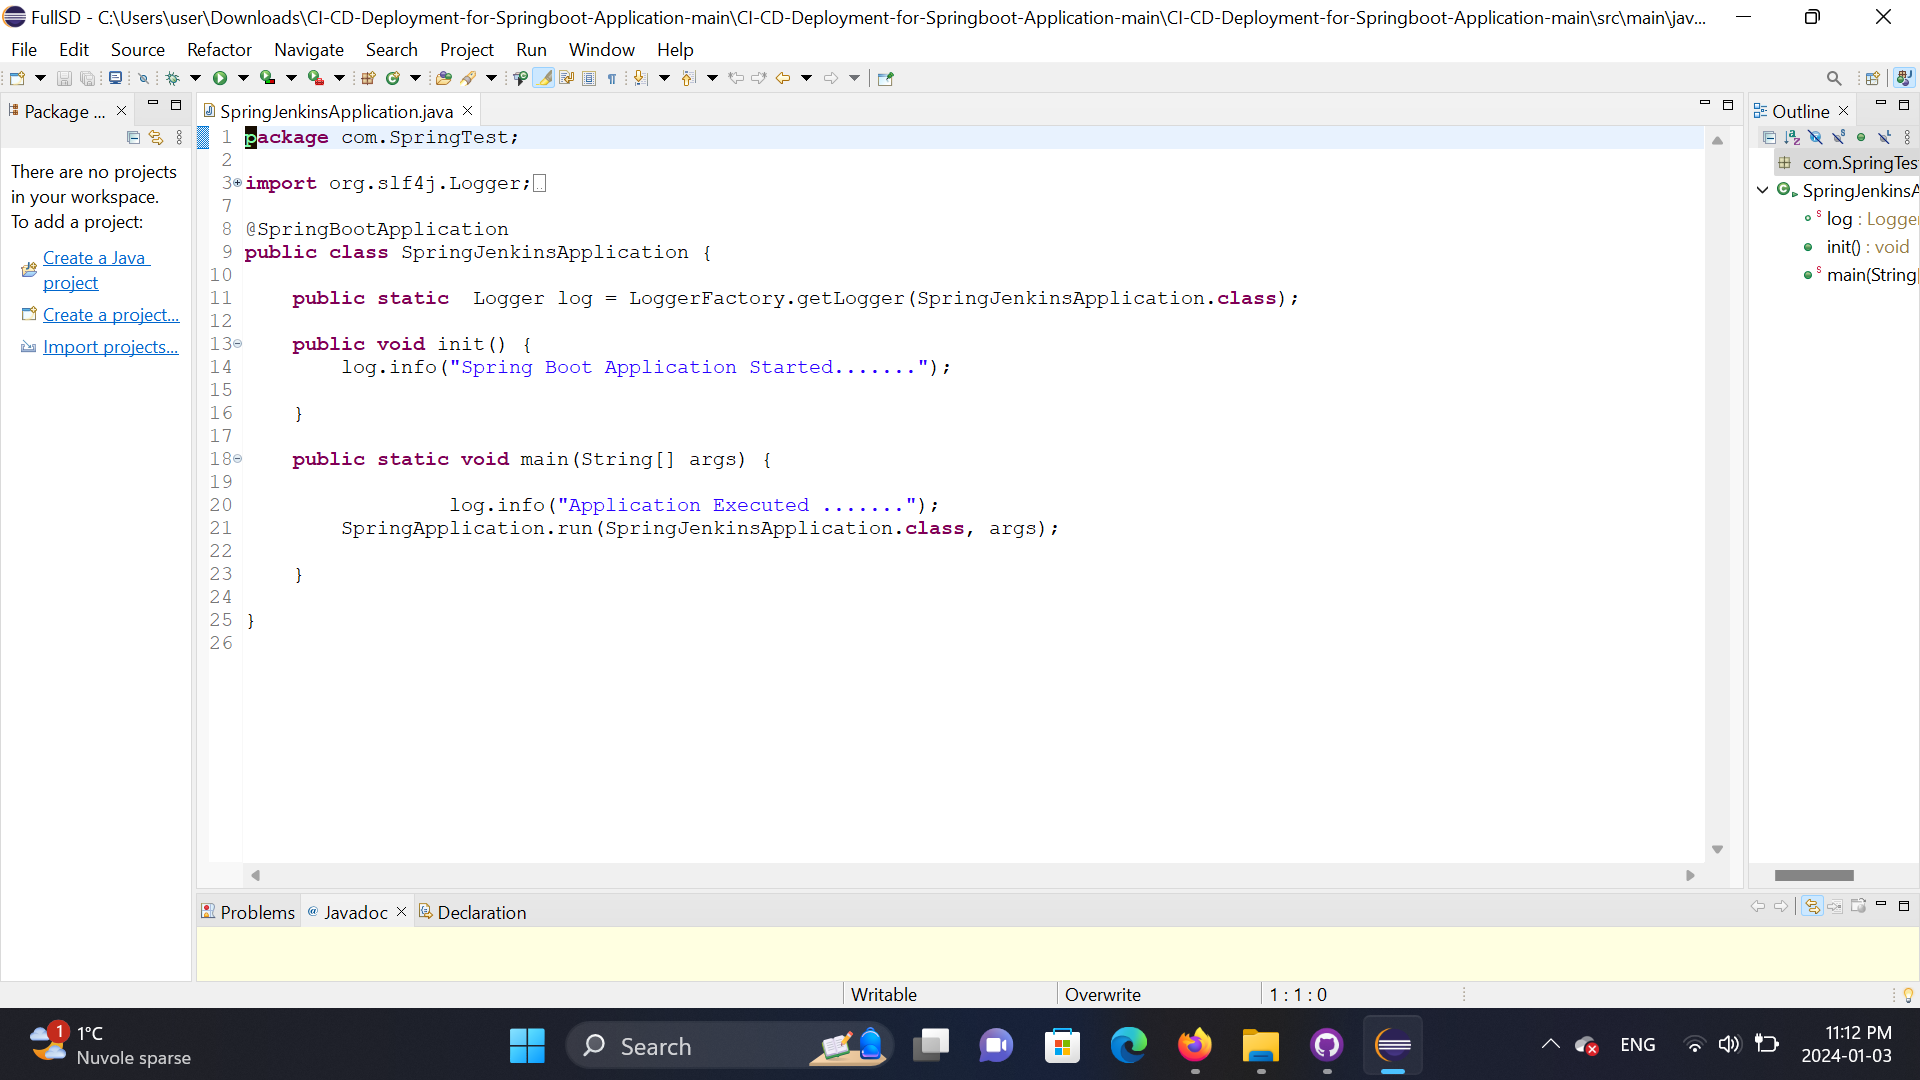 FullSD - C:\Users\user\Downloads\CI-CD-Deployment-for-Springboot-Application-main\CI-CD-Deployment-for-Springboot-Application-main\CI-CD-Deployment-for-Springboot-Application-main\src\main\jav...
File Edit Source Refactor Navigate Search Project Run Window Help
Package ...
There are no projects
in your workspace.
To add a project:
Create a Java
project
Create a project...
Import projects...
SpringJenkinsApplication.java
1 package com.SpringTest;
2
3 import org.slf4j.Logger;
7
8 @SpringBootApplication
9 public class SpringJenkinsApplication {
10
11     public static  Logger log = LoggerFactory.getLogger(SpringJenkinsApplication.class);
12
13     public void init() {
14         log.info("Spring Boot Application Started.......");
15
16     }
17
18     public static void main(String[] args) {
19
20                  log.info("Application Executed .......");
21         SpringApplication.run(SpringJenkinsApplication.class, args);
22
23     }
24
25 }
26
Outline
com.SpringTes
SpringJenkinsA
log : Logge
init() : void
main(String
Problems @ Javadoc Declaration
Writable Overwrite 1 : 1 : 0
1
1°C
Nuvole sparse
Search
ENG
11:12 PM
2024-01-03